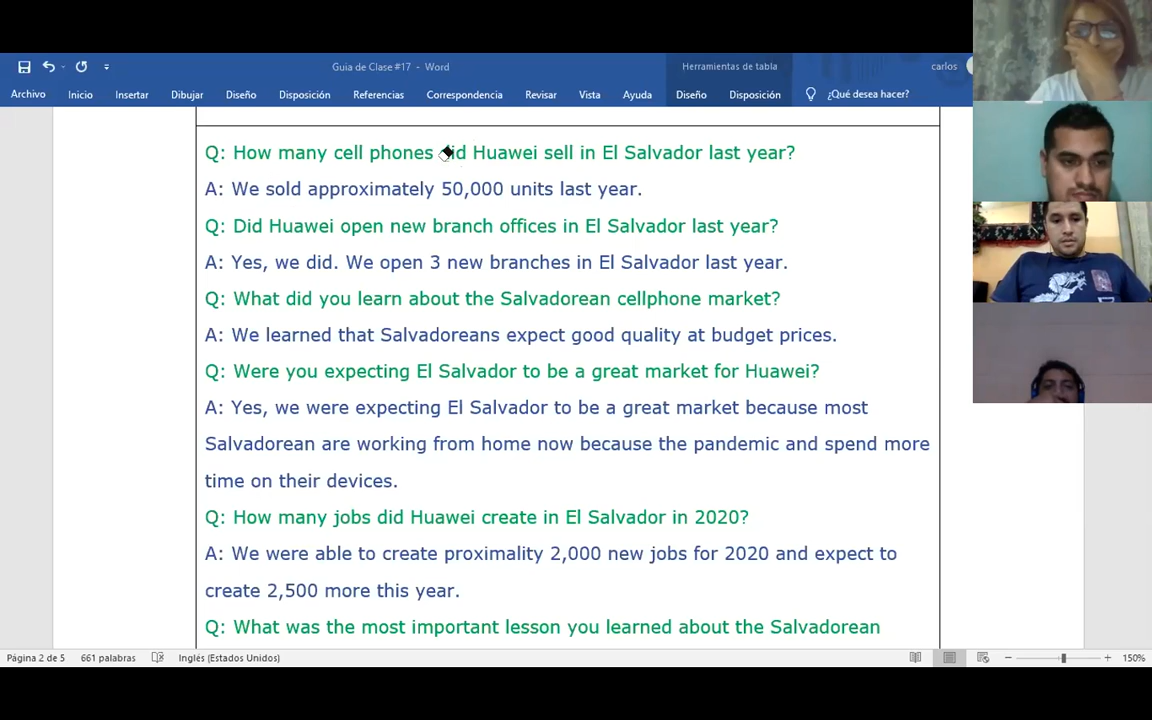 Guia de Clase #17 - Word
Herramientas de tabla
carlos
Archivo Inicio Insertar Dibujar Diseño Disposición Referencias Correspondencia Revisar Vista Ayuda Diseño Disposición ¿Qué desea hacer?
Q: How many cell phones did Huawei sell in El Salvador last year?
A: We sold approximately 50,000 units last year.
Q: Did Huawei open new branch offices in El Salvador last year?
A: Yes, we did. We open 3 new branches in El Salvador last year.
Q: What did you learn about the Salvadorean cellphone market?
A: We learned that Salvadoreans expect good quality at budget prices.
Q: Were you expecting El Salvador to be a great market for Huawei?
A: Yes, we were expecting El Salvador to be a great market because most
Salvadorean are working from home now because the pandemic and spend more
time on their devices.
Q: How many jobs did Huawei create in El Salvador in 2020?
A: We were able to create proximality 2,000 new jobs for 2020 and expect to
create 2,500 more this year.
Q: What was the most important lesson you learned about the Salvadorean
Página 2 de 5 661 palabras Inglés (Estados Unidos) 150%